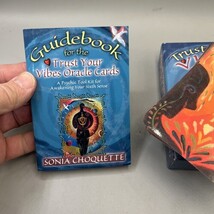 Guidebook
for the
Trust Your
Vibes Oracle Cards
A Psychic Tool Kit for
Awakening Your Sixth Sense
SONIA CHOQUETTE
Trust
V